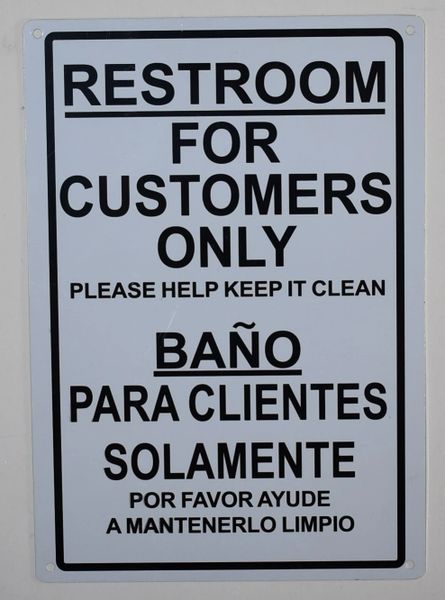 RESTROOM
FOR
CUSTOMERS
ONLY
PLEASE HELP KEEP IT CLEAN
BAÑO
PARA CLIENTES
SOLAMENTE
POR FAVOR AYUDE
A MANTENERLO LIMPIO